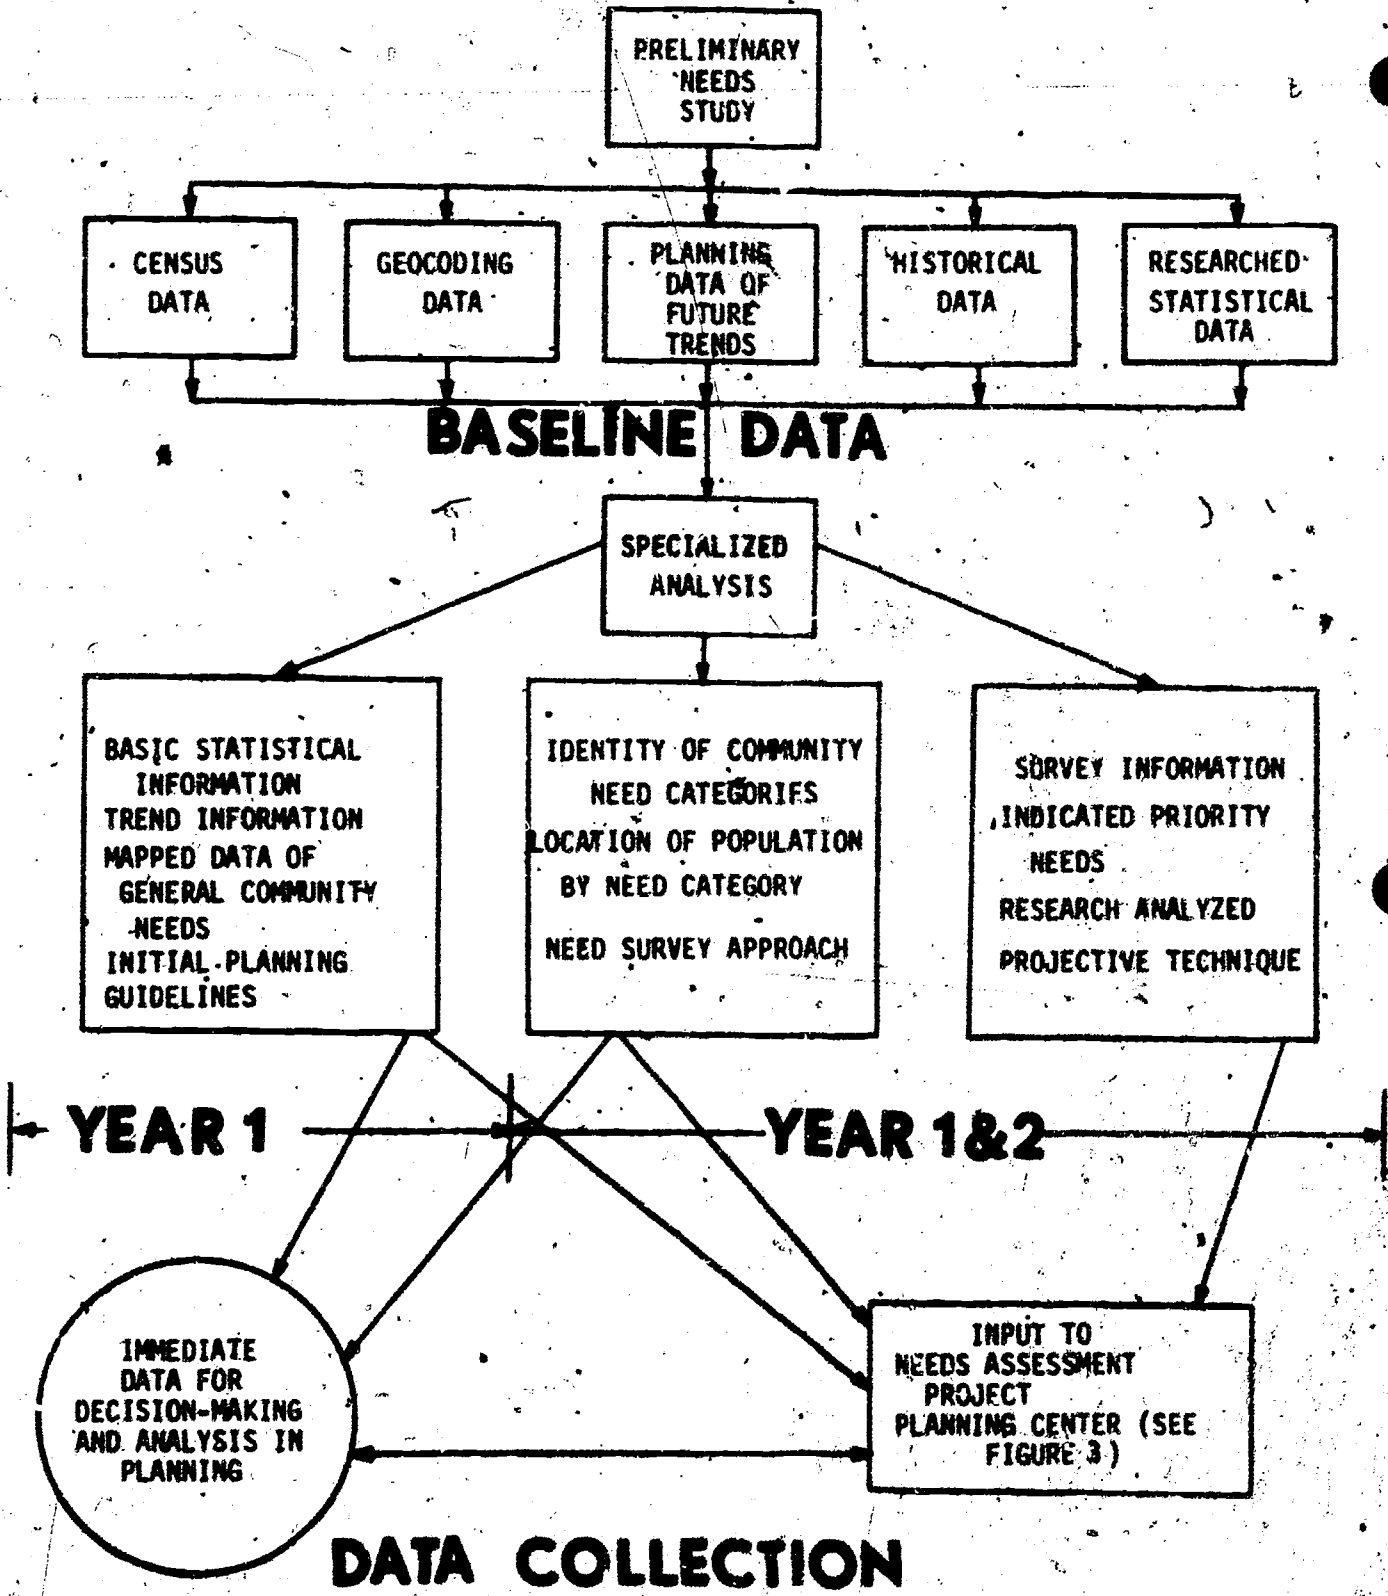 PRELIMINARY
NEEDS
STUDY
CENSUS
DATA
GEOCODING
DATA
PLANNING
DATA OF
FUTURE
TRENDS
HISTORICAL
DATA
RESEARCHED
STATISTICAL
DATA
BASELINE DATA
SPECIALIZED
ANALYSIS
BASIC STATISTICAL
INFORMATION
TREND INFORMATION
MAPPED DATA OF
GENERAL COMMUNITY
NEEDS
INITIAL PLANNING
GUIDELINES
IDENTITY OF COMMUNITY
NEED CATEGORIES
LOCATION OF POPULATION
BY NEED CATEGORY
NEED SURVEY APPROACH
SURVEY INFORMATION
INDICATED PRIORITY
NEEDS
RESEARCH ANALYZED
PROJECTIVE TECHNIQUE
YEAR 1
YEAR 1&2
IMMEDIATE
DATA FOR
DECISION-MAKING
AND ANALYSIS IN
PLANNING
INPUT TO
NEEDS ASSESSMENT
PROJECT
PLANNING CENTER (SEE
FIGURE 3)
DATA COLLECTION